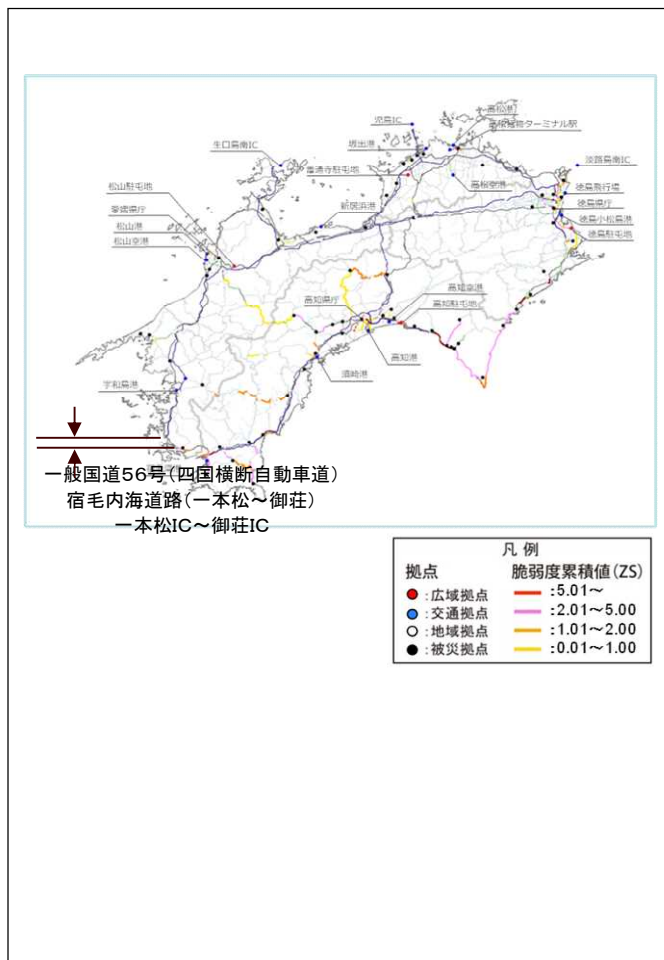 児島IC
高松港
高松貨物ターミナル駅
坂出港
生口島南IC
善通寺駐屯地
淡路島南IC
松山駐屯地
高松空港
徳島飛行場
愛媛県庁
新居浜港
徳島県庁
松山港
徳島小松島港
松山空港
徳島駐屯地
高知空港
高知県庁
高知駐屯地
高知港
須崎港
宇和島港
一般国道56号(四国横断自動車道)
宿毛内海道路(一本松~御荘)
一本松IC~御荘IC
凡例
拠点 脆弱度累積値(ZS)
:広域拠点 :5.01~
:交通拠点 :2.01~5.00
:地域拠点 :1.01~2.00
:被災拠点 :0.01~1.00